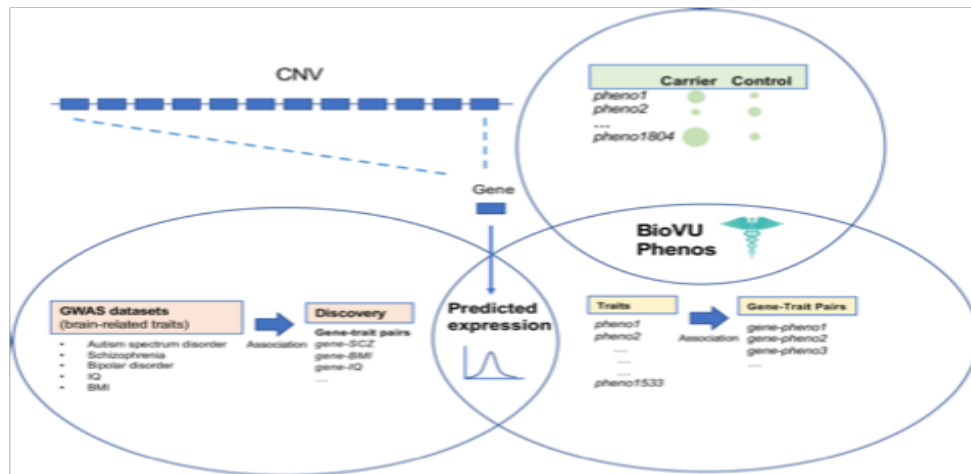 CNV
Gene
Carrier Control
pheno1
pheno2
....
pheno1804
BioVU
Phenos
GWAS datasets
(brain-related traits)
• Autism spectrum disorder
• Schizophrenia
• Bipolar disorder
• IQ
• BMI
Association
Discovery
Gene-trait pairs
gene-SCZ
gene-BMI
gene-IQ
....
Predicted
expression
Traits
pheno1
pheno2
....
....
....
pheno1533
Association
Gene-Trait Pairs
gene-pheno1
gene-pheno2
gene-pheno3
....